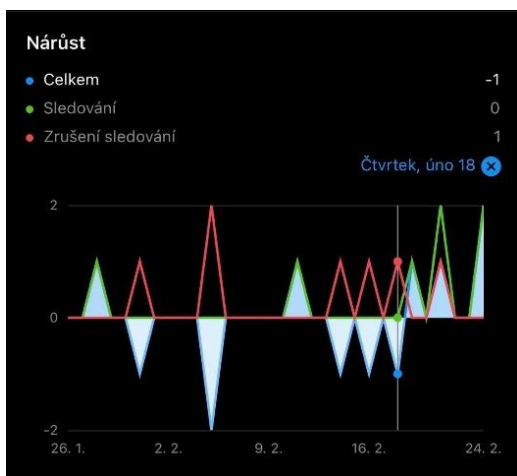 Nárůst
Celkem -1
Sledování 0
Zrušení sledování 1
Čtvrtek, úno 18
2
0
-2
26. 1. 2. 2. 9. 2. 16. 2. 24. 2.